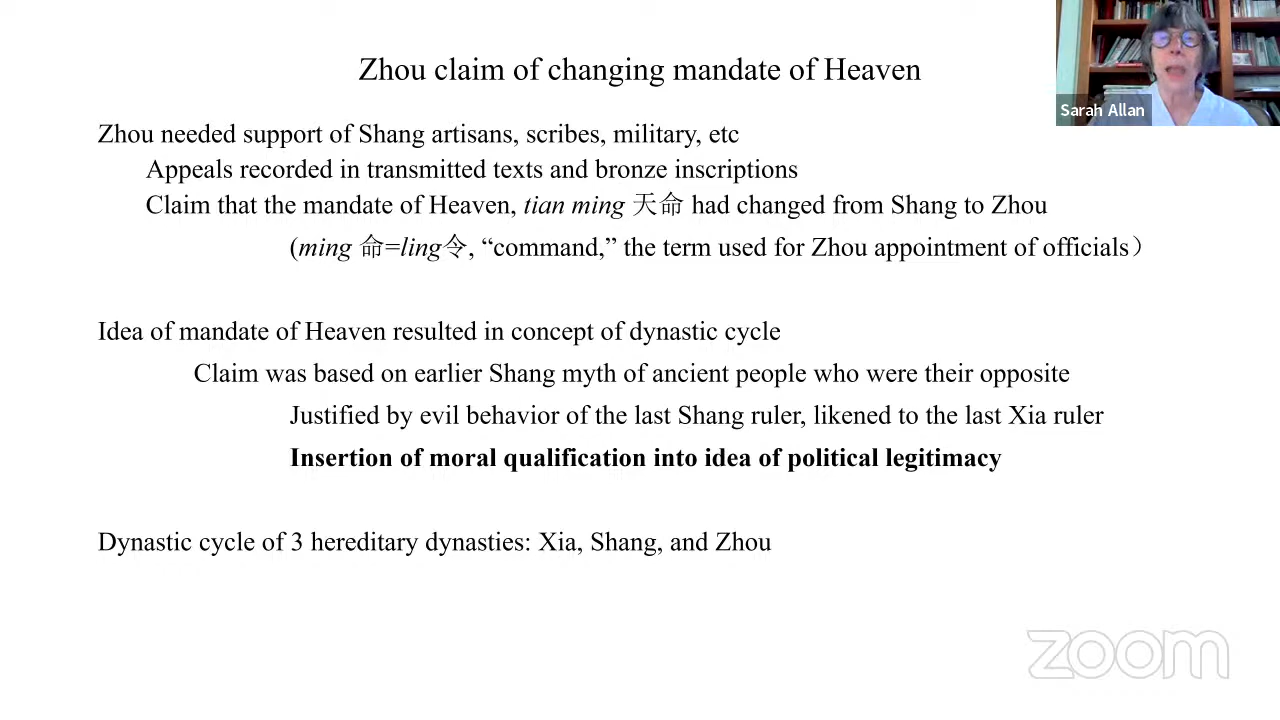 Zhou claim of changing mandate of Heaven
Sarah Allan
Zhou needed support of Shang artisans, scribes, military, etc
Appeals recorded in transmitted texts and bronze inscriptions
Claim that the mandate of Heaven, tian ming 天命 had changed from Shang to Zhou
(ming 命=ling令, “command,” the term used for Zhou appointment of officials）
Idea of mandate of Heaven resulted in concept of dynastic cycle
Claim was based on earlier Shang myth of ancient people who were their opposite
Justified by evil behavior of the last Shang ruler, likened to the last Xia ruler
Insertion of moral qualification into idea of political legitimacy
Dynastic cycle of 3 hereditary dynasties: Xia, Shang, and Zhou
zoom